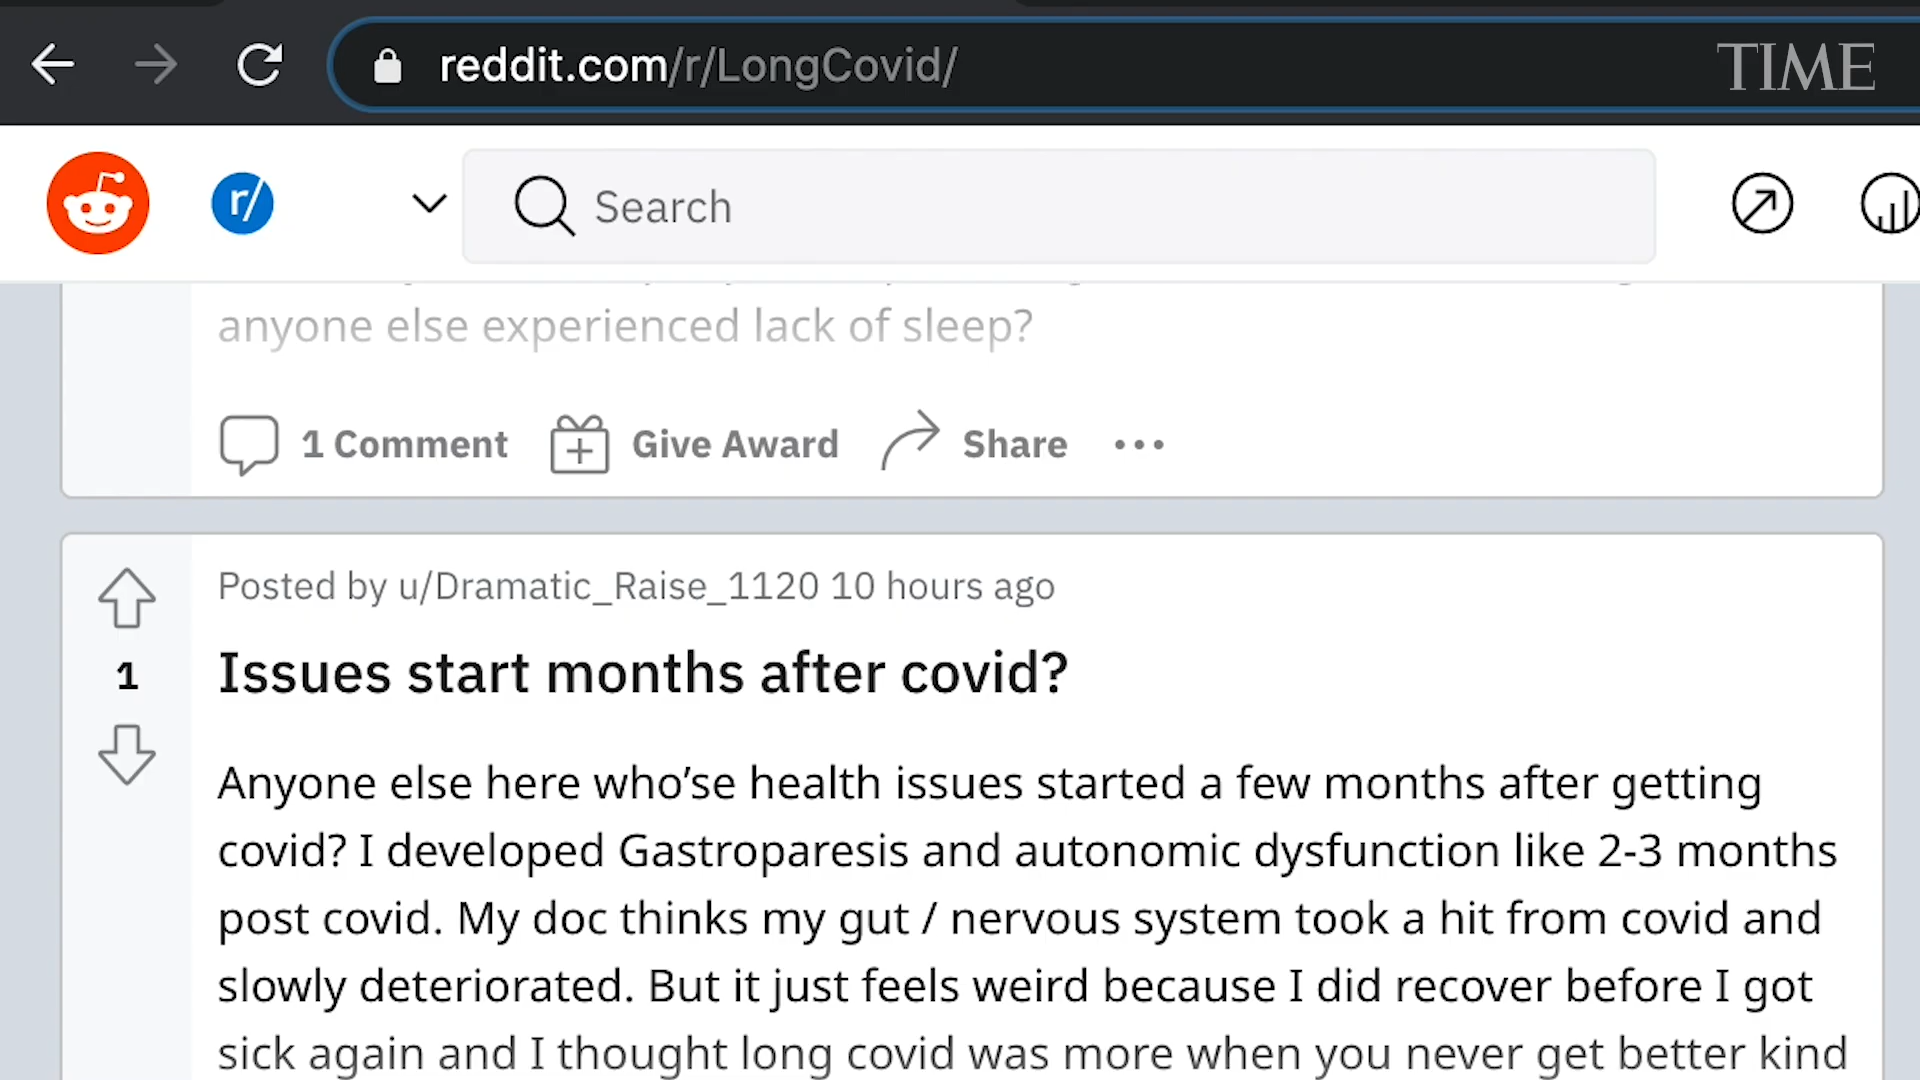 reddit.com/r/LongCovid/
TIME
r/
Search
anyone else experienced lack of sleep?
1 Comment Give Award Share
Posted by u/Dramatic_Raise_1120 10 hours ago
1
Issues start months after covid?
Anyone else here who’se health issues started a few months after getting
covid? I developed Gastroparesis and autonomic dysfunction like 2-3 months
post covid. My doc thinks my gut / nervous system took a hit from covid and
slowly deteriorated. But it just feels weird because I did recover before I got
sick again and I thought long covid was more when you never get better kind